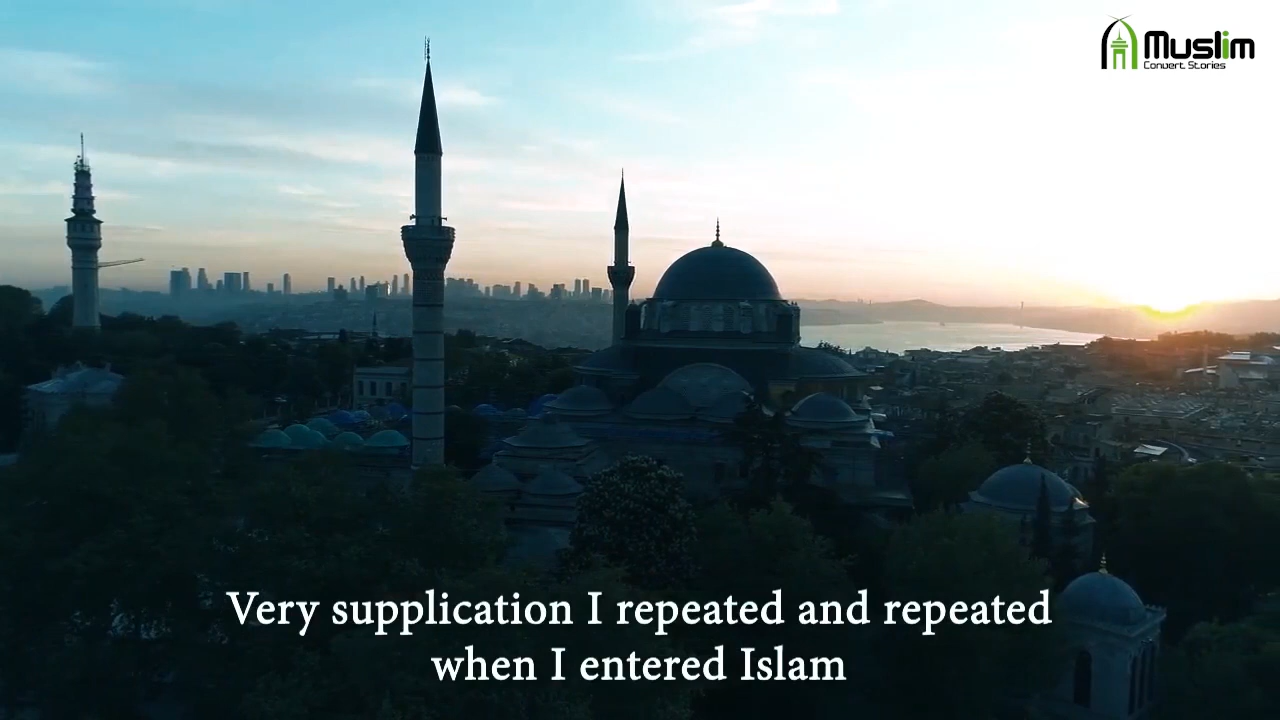 Muslim
Convert Stories
Very supplication I repeated and repeated
when I entered Islam